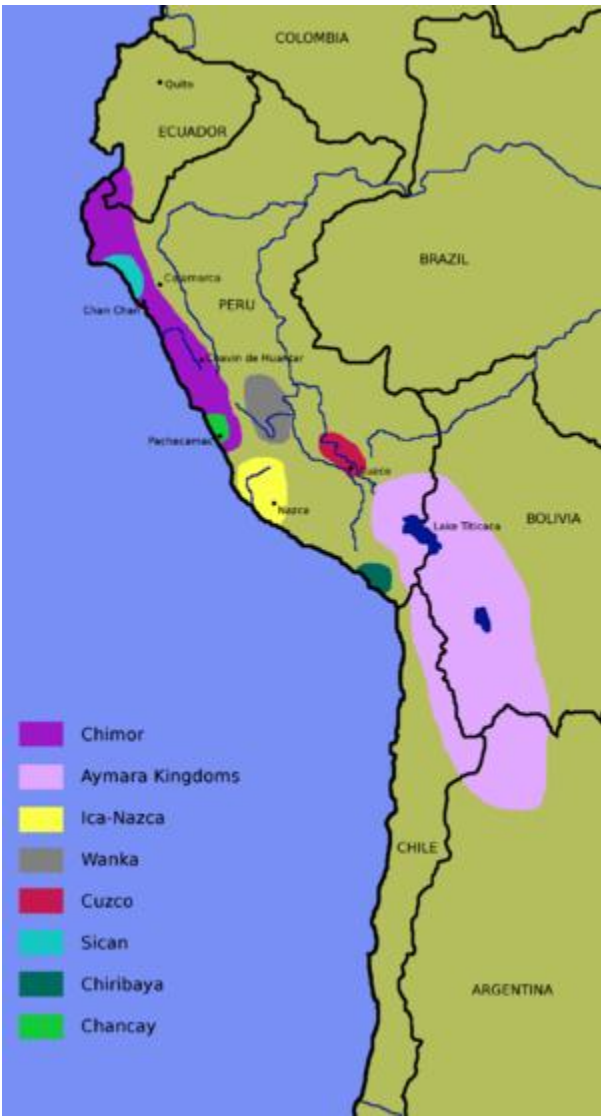 COLOMBIA
Quito
ECUADOR
BRAZIL
Cajamarca
PERU
Chan Chan
Chavin de Huantar
Pachacamac
Cuzco
Nazca
Lake Titicaca
BOLIVIA
Chimor
Aymara Kingdoms
Ica-Nazca
Wanka
CHILE
Cuzco
Sican
Chiribaya
ARGENTINA
Chancay